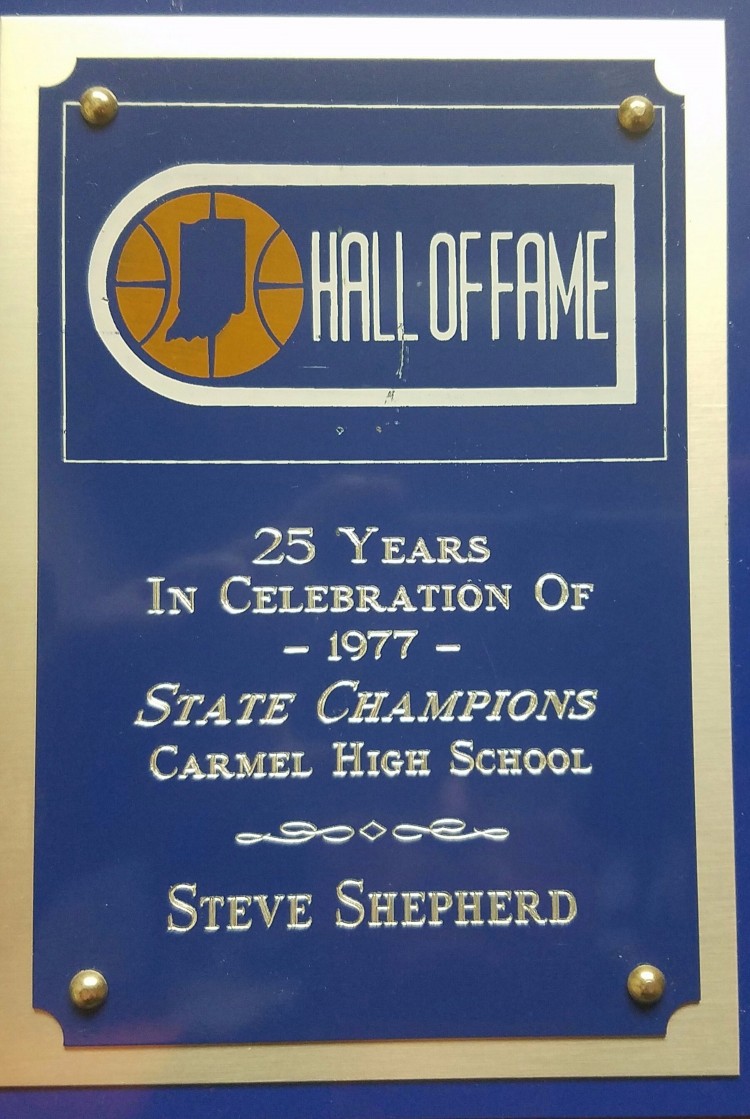 HALL OF FAME
25 YEARS
IN CELEBRATION OF
– 1977 –
STATE CHAMPIONS
CARMEL HIGH SCHOOL
STEVE SHEPHERD